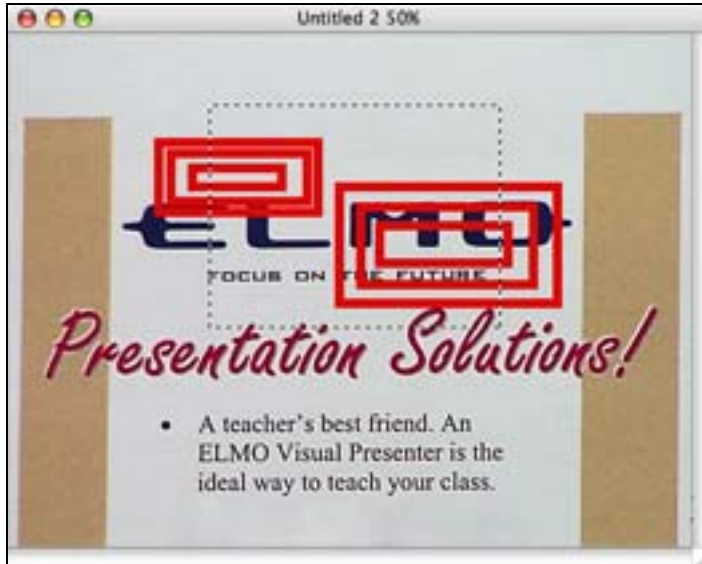 Untitled 2 50%
ELMO
FOCUS ON THE FUTURE
Presentation Solutions!
• A teacher's best friend. An
ELMO Visual Presenter is the
ideal way to teach your class.